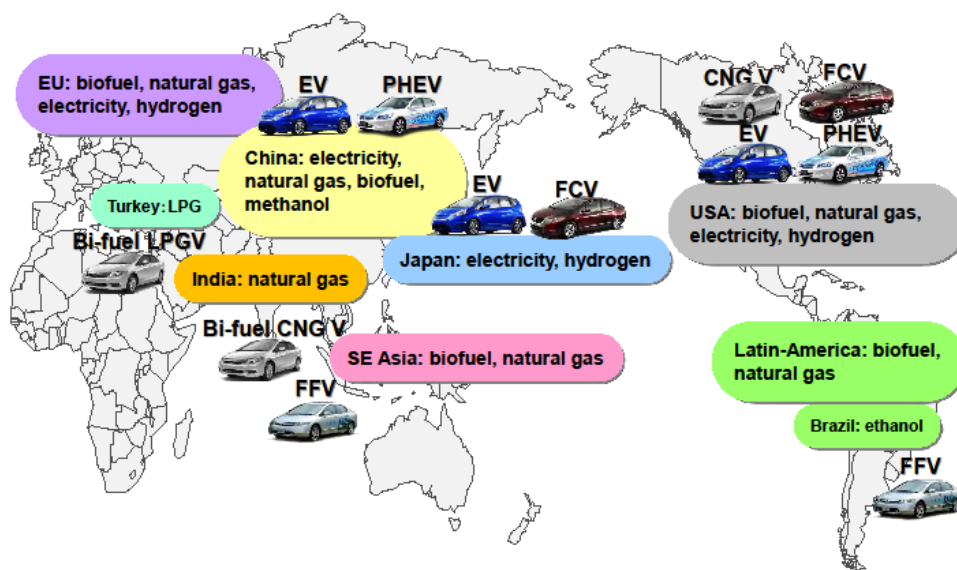 EU: biofuel, natural gas,
electricity, hydrogen
EV
PHEV
China: electricity,
natural gas, biofuel,
methanol
Turkey: LPG
Bi-fuel LPGV
India: natural gas
EV
FCV
Japan: electricity, hydrogen
Bi-fuel CNG V
SE Asia: biofuel, natural gas
FFV
CNG V
FCV
EV
PHEV
USA: biofuel, natural gas,
electricity, hydrogen
Latin-America: biofuel,
natural gas
Brazil: ethanol
FFV